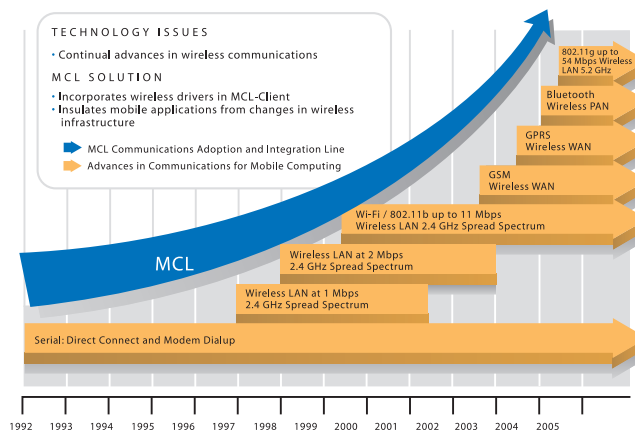 TECHNOLOGY ISSUES
• Continual advances in wireless communications
MCL SOLUTION
• Incorporates wireless drivers in MCL-Client
• Insulates mobile applications from changes in wireless
infrastructure
MCL Communications Adoption and Integration Line
Advances in Communications for Mobile Computing
802.11g up to
54 Mbps Wireless
LAN 5.2 GHz
Bluetooth
Wireless PAN
GPRS
Wireless WAN
GSM
Wireless WAN
Wi-Fi / 802.11b up to 11 Mbps
Wireless LAN 2.4 GHz Spread Spectrum
MCL
Wireless LAN at 2 Mbps
2.4 GHz Spread Spectrum
Wireless LAN at 1 Mbps
2.4 GHz Spread Spectrum
Serial: Direct Connect and Modem Dialup
1992 1993 1994 1995 1996 1997 1998 1999 2000 2001 2002 2003 2004 2005